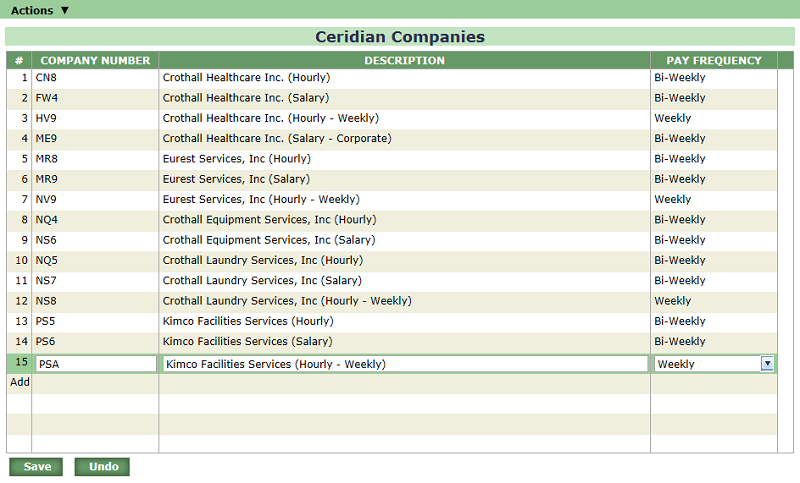 Actions ▼
Ceridian Companies
# COMPANY NUMBER DESCRIPTION PAY FREQUENCY
1 CN8 Crothall Healthcare Inc. (Hourly) Bi-Weekly
2 FW4 Crothall Healthcare Inc. (Salary) Bi-Weekly
3 HV9 Crothall Healthcare Inc. (Hourly - Weekly) Weekly
4 ME9 Crothall Healthcare Inc. (Salary - Corporate) Bi-Weekly
5 MR8 Eurest Services, Inc (Hourly) Bi-Weekly
6 MR9 Eurest Services, Inc (Salary) Bi-Weekly
7 NV9 Eurest Services, Inc (Hourly - Weekly) Weekly
8 NQ4 Crothall Equipment Services, Inc (Hourly) Bi-Weekly
9 NS6 Crothall Equipment Services, Inc (Salary) Bi-Weekly
10 NQ5 Crothall Laundry Services, Inc (Hourly) Bi-Weekly
11 NS7 Crothall Laundry Services, Inc (Salary) Bi-Weekly
12 NS8 Crothall Laundry Services, Inc (Hourly - Weekly) Weekly
13 PS5 Kimco Facilities Services (Hourly) Bi-Weekly
14 PS6 Kimco Facilities Services (Salary) Bi-Weekly
15 PSA Kimco Facilities Services (Hourly - Weekly) Weekly
Add
Save Undo